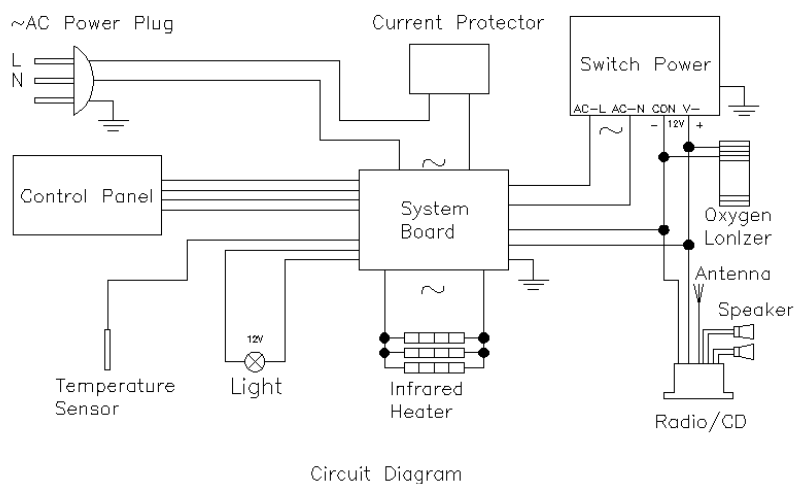 ~AC Power Plug
Current Protector
L
N
Switch Power
AC-L AC-N CON V-
~
- 12V +
~
Control Panel
System
Board
Oxygen
LonIzer
~
Antenna
Speaker
12V
Temperature
Sensor
Light
Infrared
Heater
Radio/CD
Circuit Diagram